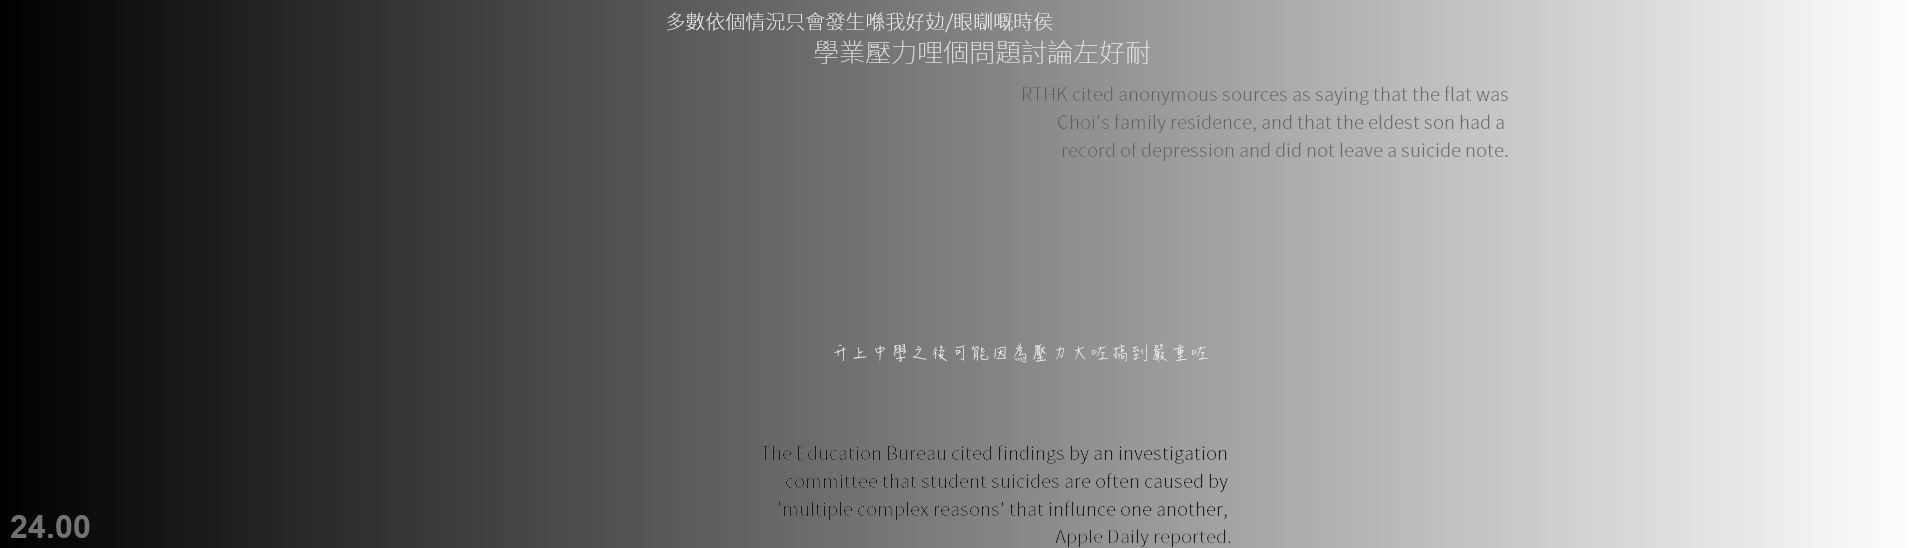 多數依個情況只會發生喺我好攰/眼瞓嘅時侯
學業壓力哩個問題討論左好耐
RTHK cited anonymous sources as saying that the flat was
Choi's family residence, and that the eldest son had a
record of depression and did not leave a suicide note.
升上中學之後可能因為壓力大咗搞到嚴重咗
The Education Bureau cited findings by an investigation
committee that student suicides are often caused by
'multiple complex reasons' that influnce one another,
Apple Daily reported.
24.00